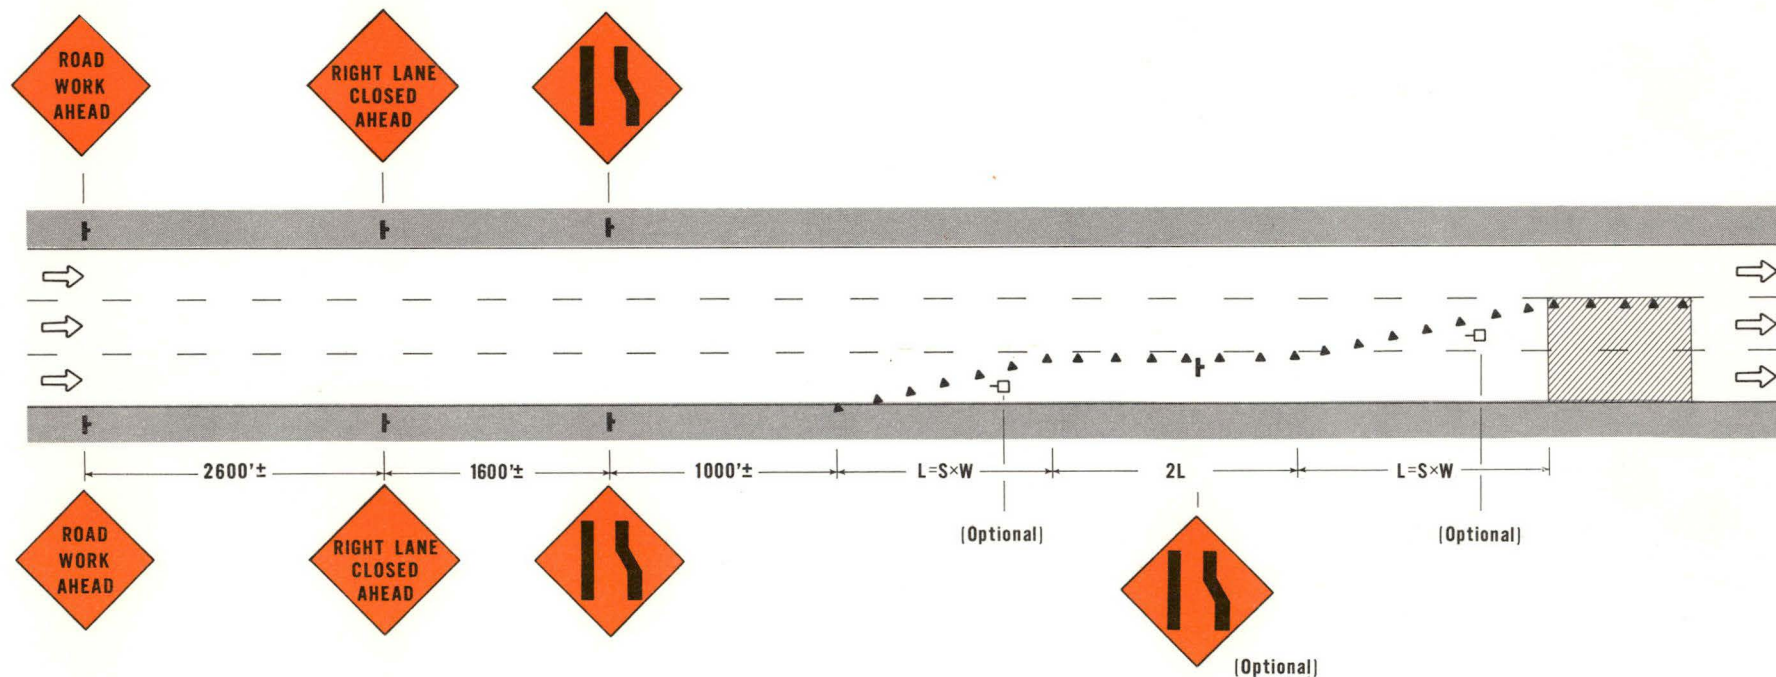 ROAD
WORK
AHEAD
RIGHT LANE
CLOSED
AHEAD
2600'±
1600'±
1000'±
L=S×W
2L
L=S×W
ROAD
WORK
AHEAD
RIGHT LANE
CLOSED
AHEAD
(Optional)
(Optional)
(Optional)